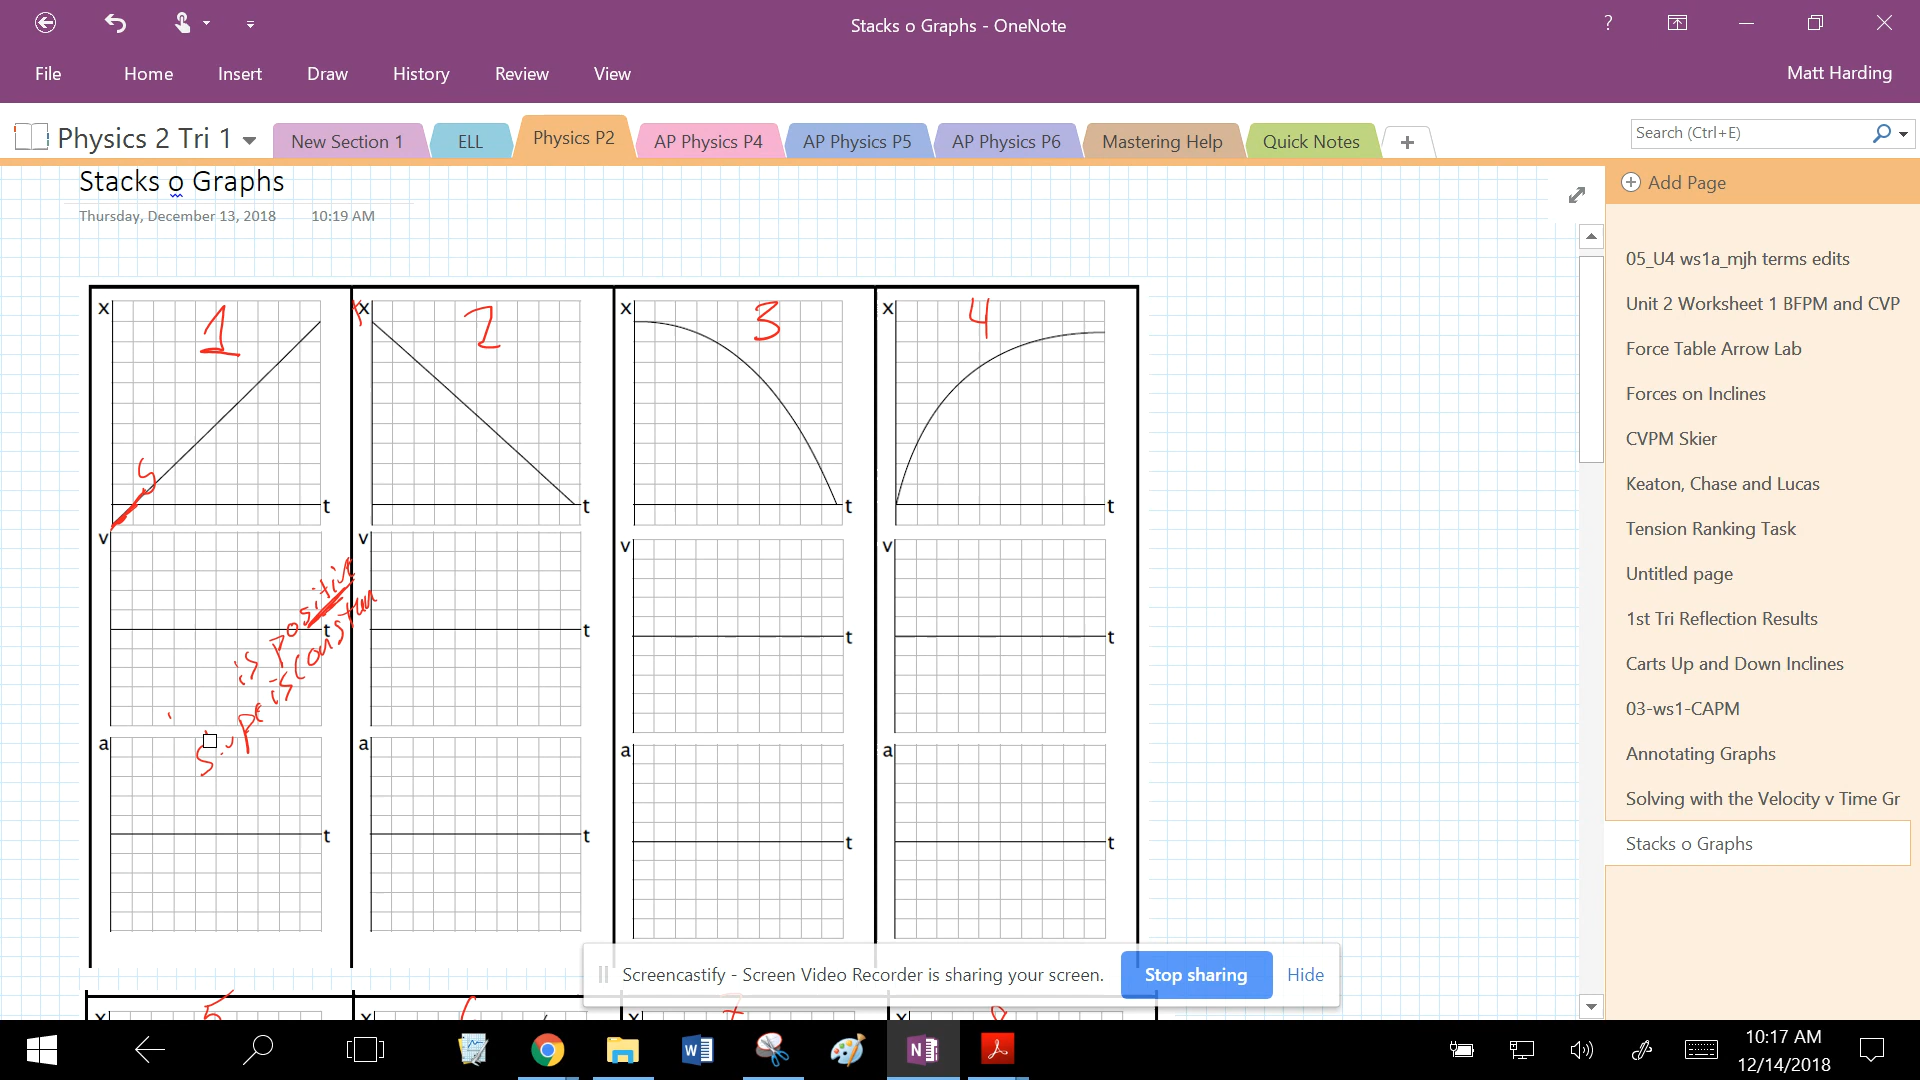 Stacks o Graphs - OneNote
?
File Home Insert Draw History Review View
Matt Harding
Physics 2 Tri 1
New Section 1
ELL
Physics P2
AP Physics P4
AP Physics P5
AP Physics P6
Mastering Help
Quick Notes
+
Search (Ctrl+E)
Stacks o Graphs
Thursday, December 13, 2018 10:19 AM
Add Page
05_U4 ws1a_mjh terms edits
Unit 2 Worksheet 1 BFPM and CVP
Force Table Arrow Lab
Forces on Inclines
CVPM Skier
Keaton, Chase and Lucas
Tension Ranking Task
Untitled page
1st Tri Reflection Results
Carts Up and Down Inclines
03-ws1-CAPM
Annotating Graphs
Solving with the Velocity v Time Gr
Stacks o Graphs
x 1 x 2 x 3 x 4
t t t t
v v v v
is positive
is constan
t t t t
a a a a
t t t t
Screencastify - Screen Video Recorder is sharing your screen.
Stop sharing
Hide
5
x x x x
10:17 AM
12/14/2018